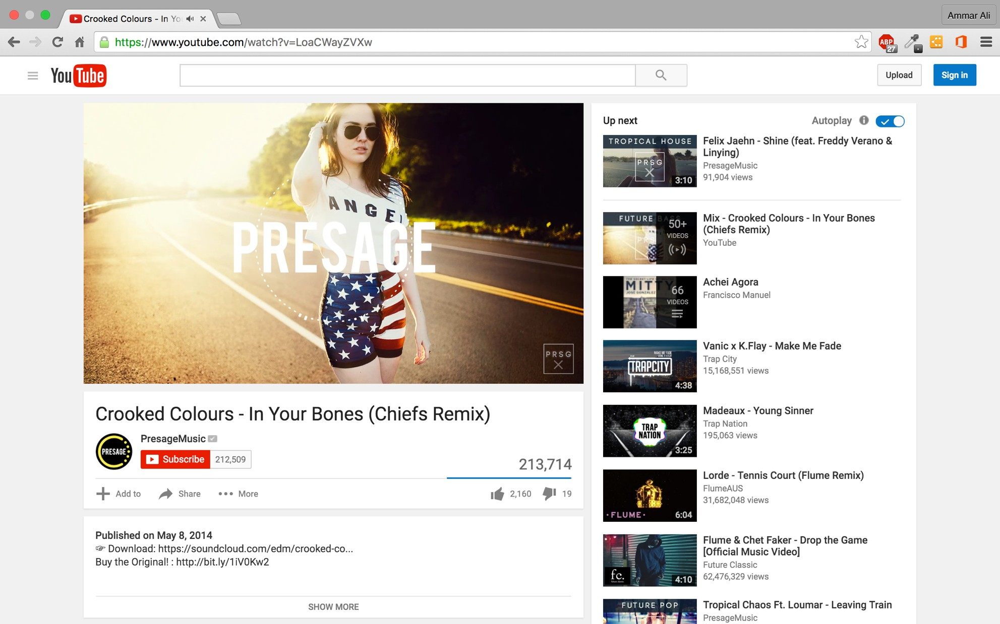 Crooked Colours - In Yo
Ammar Ali
https://www.youtube.com/watch?v=LoaCWayZVXw
ABP
27
YouTube
Upload
Sign in
ANGEL
PRESAGE
PRSG
X
Crooked Colours - In Your Bones (Chiefs Remix)
PRESAGE
PresageMusic
Subscribe
212,509
213,714
Add to
Share
More
2,160
19
Published on May 8, 2014
☞ Download: https://soundcloud.com/edm/crooked-co...
Buy the Original! : http://bit.ly/1iV0Kw2
SHOW MORE
Up next
Autoplay
TROPICAL HOUSE
PRSG
X
3:10
Felix Jaehn - Shine (feat. Freddy Verano &
Linying)
PresageMusic
91,904 views
FUTURE BASS
50+
VIDEOS
Mix - Crooked Colours - In Your Bones
(Chiefs Remix)
YouTube
MITTY
JOSÉ GONZÁLEZ
66
VIDEOS
Achei Agora
Francisco Manuel
MAKE ME FADE
VANIC X K.FLAY
TRAPCITY
4:38
Vanic x K.Flay - Make Me Fade
Trap City
15,168,551 views
TRAP
NATION
3:25
Madeaux - Young Sinner
Trap Nation
195,063 views
·FLUME·
6:04
Lorde - Tennis Court (Flume Remix)
FlumeAUS
31,682,048 views
fc.
future classic
4:10
Flume & Chet Faker - Drop the Game
[Official Music Video]
Future Classic
62,476,329 views
FUTURE POP
Tropical Chaos Ft. Loumar - Leaving Train
PresageMusic